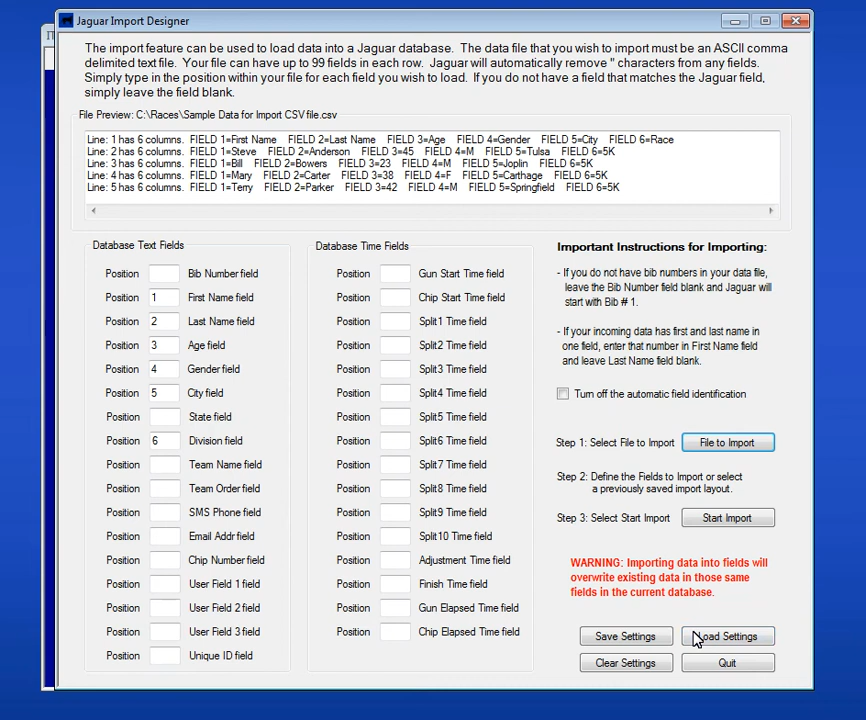 Jaguar Import Designer
The import feature can be used to load data into a Jaguar database. The data file that you wish to import must be an ASCII comma
delimited text file. Your file can have up to 99 fields in each row. Jaguar will automatically remove " characters from any fields.
Simply type in the position within your file for each field you wish to load. If you do not have a field that matches the Jaguar field,
simply leave the field blank.
File Preview: C:\Races\Sample Data for Import CSV file.csv
Line: 1 has 6 columns. FIELD 1=First Name FIELD 2=Last Name FIELD 3=Age FIELD 4=Gender FIELD 5=City FIELD 6=Race
Line: 2 has 6 columns. FIELD 1=Steve FIELD 2=Anderson FIELD 3=45 FIELD 4=M FIELD 5=Tulsa FIELD 6=5K
Line: 3 has 6 columns. FIELD 1=Bill FIELD 2=Bowers FIELD 3=23 FIELD 4=M FIELD 5=Joplin FIELD 6=5K
Line: 4 has 6 columns. FIELD 1=Mary FIELD 2=Carter FIELD 3=38 FIELD 4=F FIELD 5=Carthage FIELD 6=5K
Line: 5 has 6 columns. FIELD 1=Terry FIELD 2=Parker FIELD 3=42 FIELD 4=M FIELD 5=Springfield FIELD 6=5K
Database Text Fields
Position Bib Number field
Position 1 First Name field
Position 2 Last Name field
Position 3 Age field
Position 4 Gender field
Position 5 City field
Position State field
Position 6 Division field
Position Team Name field
Position Team Order field
Position SMS Phone field
Position Email Addr field
Position Chip Number field
Position User Field 1 field
Position User Field 2 field
Position User Field 3 field
Position Unique ID field
Database Time Fields
Position Gun Start Time field
Position Chip Start Time field
Position Split1 Time field
Position Split2 Time field
Position Split3 Time field
Position Split4 Time field
Position Split5 Time field
Position Split6 Time field
Position Split7 Time field
Position Split8 Time field
Position Split9 Time field
Position Split10 Time field
Position Adjustment Time field
Position Finish Time field
Position Gun Elapsed Time field
Position Chip Elapsed Time field
Important Instructions for Importing:
- If you do not have bib numbers in your data file,
leave the Bib Number field blank and Jaguar will
start with Bib # 1.
- If your incoming data has first and last name in
one field, enter that number in First Name field
and leave Last Name field blank.
Turn off the automatic field identification
Step 1: Select File to Import File to Import
Step 2: Define the Fields to Import or select
a previously saved import layout.
Step 3: Select Start Import Start Import
WARNING: Importing data into fields will
overwrite existing data in those same
fields in the current database.
Save Settings Load Settings
Clear Settings Quit